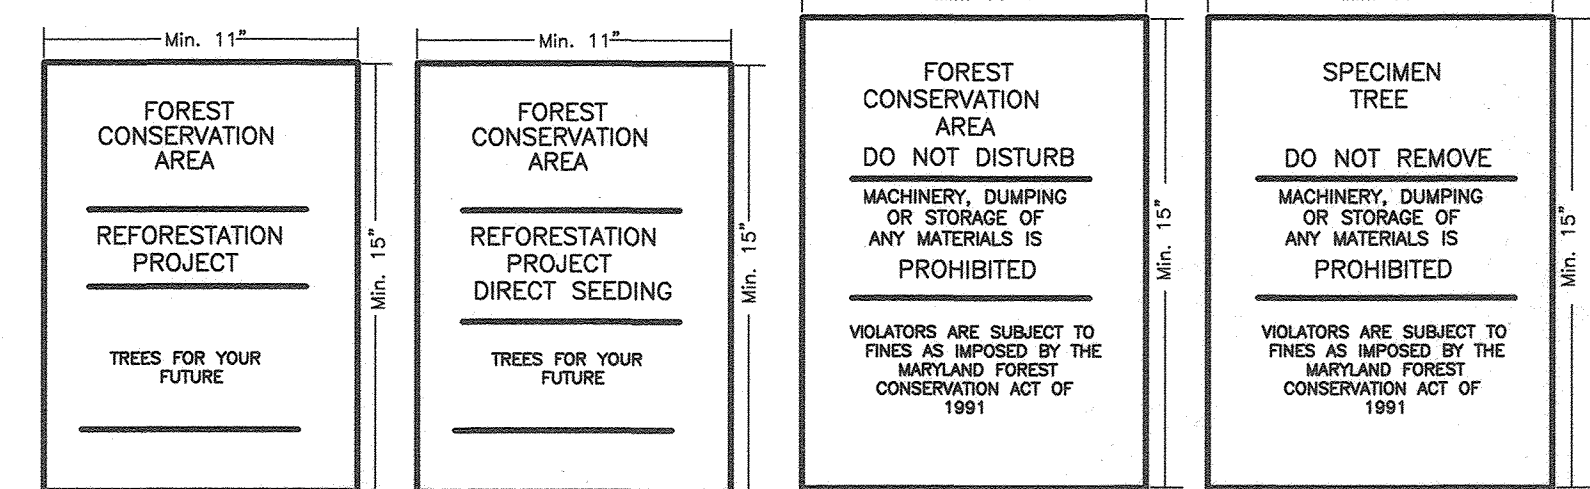 Min. 11"
FOREST
CONSERVATION
AREA
REFORESTATION
PROJECT
TREES FOR YOUR
FUTURE
Min. 15"
Min. 11"
FOREST
CONSERVATION
AREA
REFORESTATION
PROJECT
DIRECT SEEDING
TREES FOR YOUR
FUTURE
Min. 15"
FOREST
CONSERVATION
AREA
DO NOT DISTURB
MACHINERY, DUMPING
OR STORAGE OF
ANY MATERIALS IS
PROHIBITED
VIOLATORS ARE SUBJECT TO
FINES AS IMPOSED BY THE
MARYLAND FOREST
CONSERVATION ACT OF
1991
Min. 15"
SPECIMEN
TREE
DO NOT REMOVE
MACHINERY, DUMPING
OR STORAGE OF
ANY MATERIALS IS
PROHIBITED
VIOLATORS ARE SUBJECT TO
FINES AS IMPOSED BY THE
MARYLAND FOREST
CONSERVATION ACT OF
1991
Min. 15"